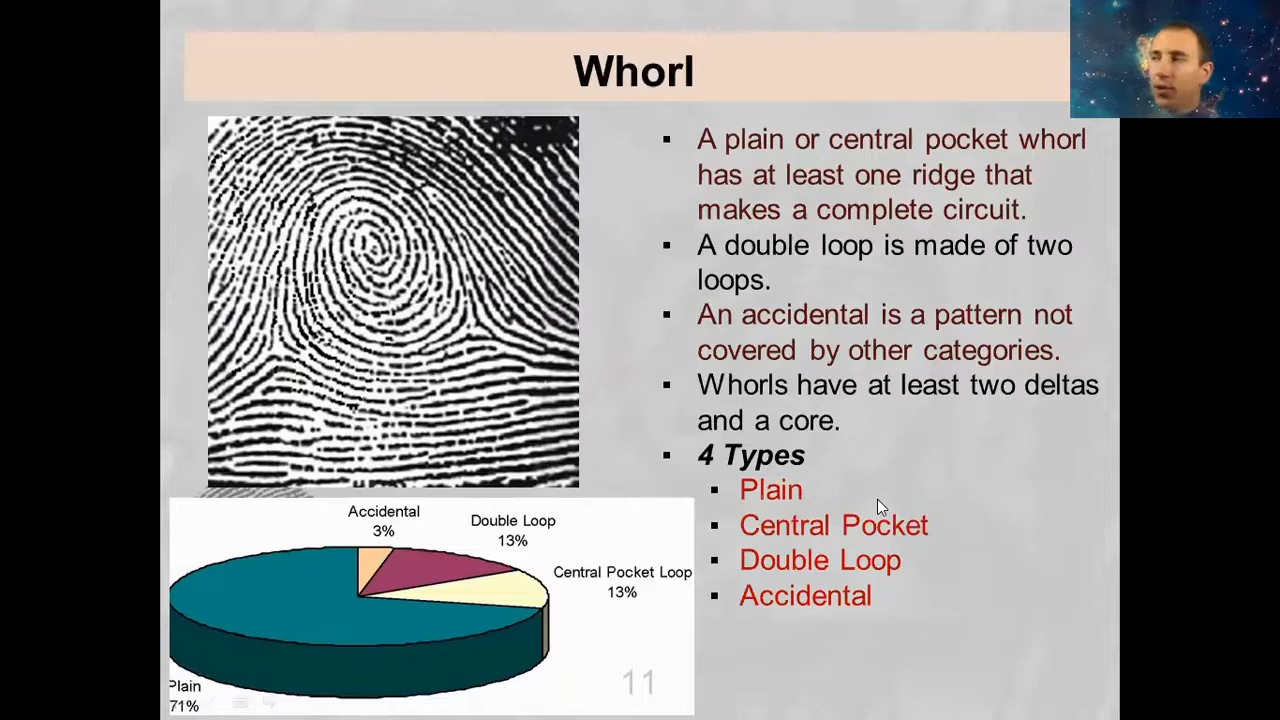 Whorl
▪ A plain or central pocket whorl
has at least one ridge that
makes a complete circuit.
▪ A double loop is made of two
loops.
▪ An accidental is a pattern not
covered by other categories.
▪ Whorls have at least two deltas
and a core.
▪ 4 Types
▪ Plain
▪ Central Pocket
▪ Double Loop
▪ Accidental
Accidental
3%
Double Loop
13%
Central Pocket Loop
13%
Plain
71%
11